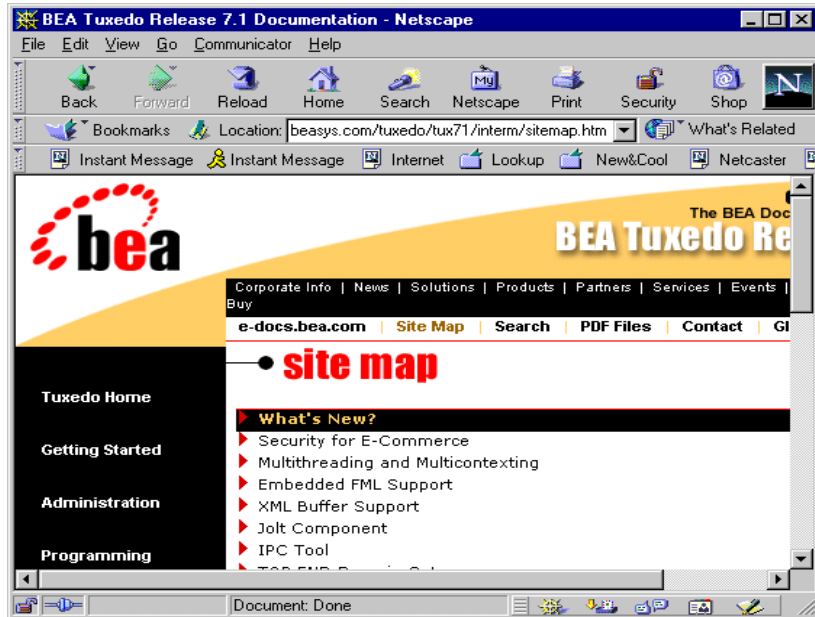 BEA Tuxedo Release 7.1 Documentation - Netscape
File Edit View Go Communicator Help
Back Forward Reload Home Search Netscape Print Security Shop
My
N
Bookmarks Location: beasys.com/tuxedo/tux71/interm/sitemap.htm What's Related
Instant Message Instant Message Internet Lookup New&Cool Netcaster
The BEA Doc
bea
BEA Tuxedo Re
Corporate Info | News | Solutions | Products | Partners | Services | Events |
Buy
e-docs.bea.com | Site Map | Search | PDF Files | Contact | Gl
site map
Tuxedo Home
Getting Started
Administration
Programming
What's New?
Security for E-Commerce
Multithreading and Multicontexting
Embedded FML Support
XML Buffer Support
Jolt Component
IPC Tool
Document: Done